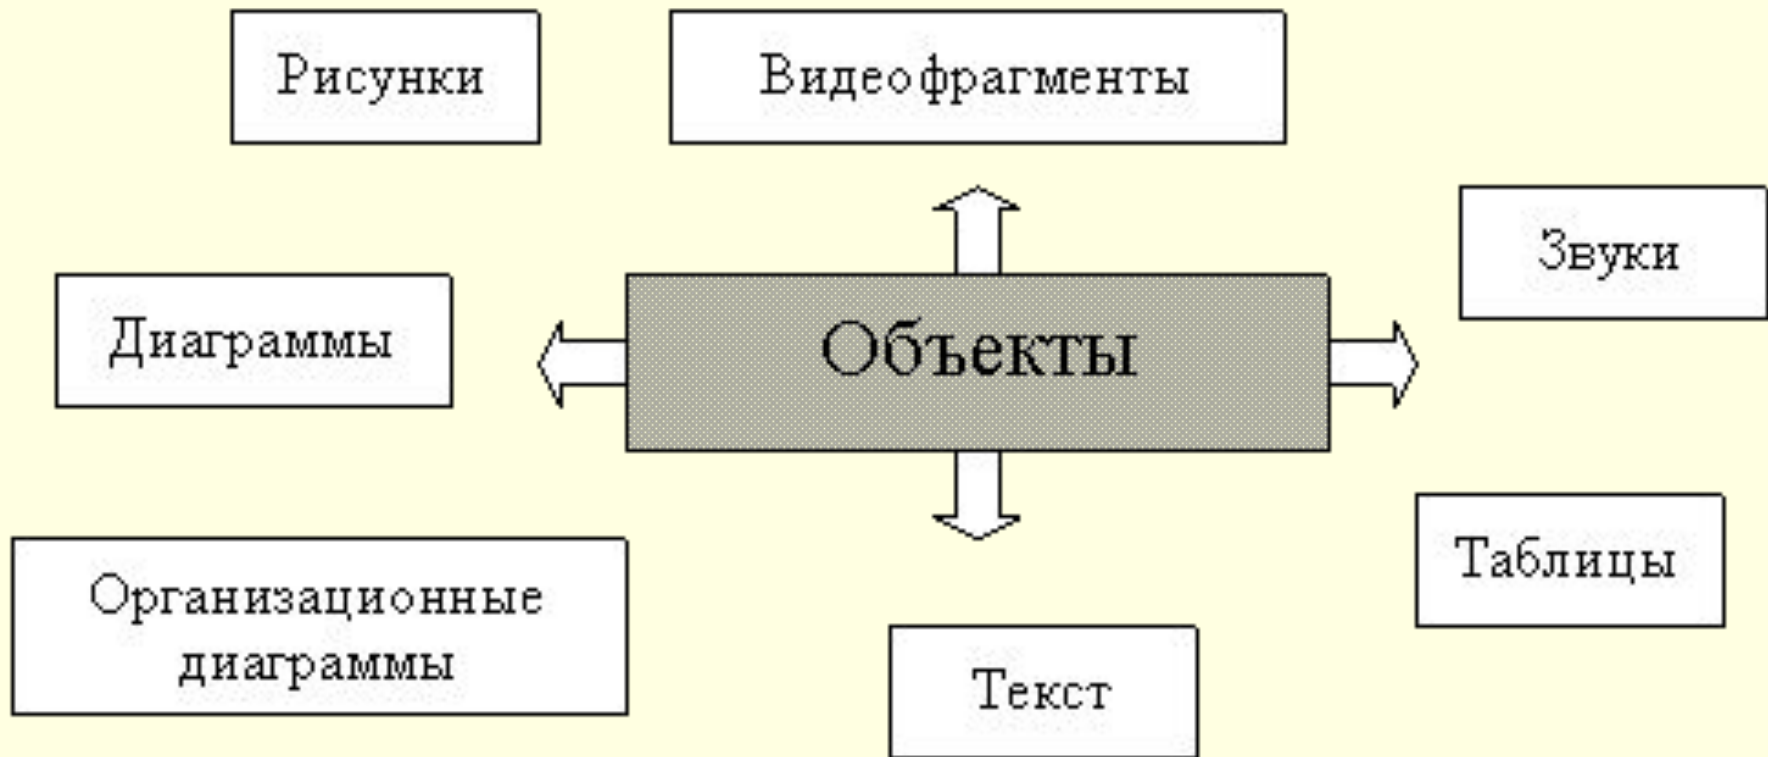 Рисунки
Видеофрагменты
Звуки
Диаграммы
Объекты
Таблицы
Организационные
диаграммы
Текст